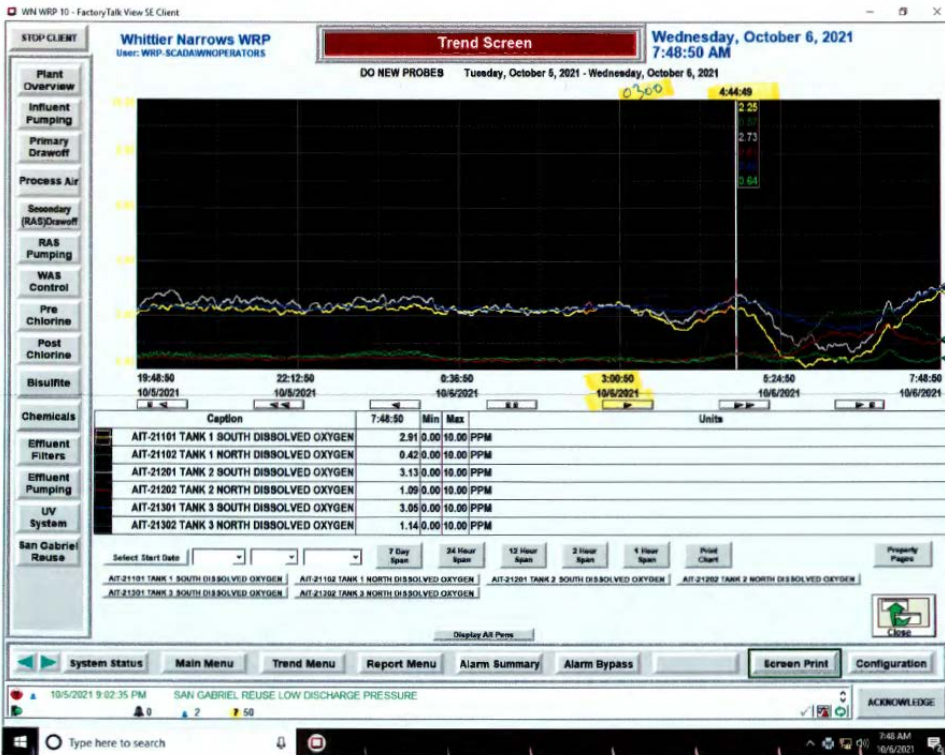 WN WRP 10 - FactoryTalk View SE Client
STOP CLIENT
Whittier Narrows WRP
User: WRP-SCADA\WNOPERATORS
Trend Screen
Wednesday, October 6, 2021
7:48:50 AM
DO NEW PROBES Tuesday, October 5, 2021 - Wednesday, October 6, 2021
0300
4:44:49
2.25
2.73
0.64
Plant
Overview
Influent
Pumping
Primary
Drawoff
Process Air
Secondary
(RAS)Drawoff
RAS
Pumping
WAS
Control
Pre
Chlorine
Post
Chlorine
Bisulfite
Chemicals
Effluent
Filters
Effluent
Pumping
UV
System
San Gabriel
Reuse
19:48:50 22:12:50 0:36:50 3:00:50 5:24:50 7:48:50
10/5/2021 10/5/2021 10/6/2021 10/6/2021 10/6/2021 10/6/2021
Caption 7:48:50 Min Max Units
AIT-21101 TANK 1 SOUTH DISSOLVED OXYGEN 2.91 0.00 10.00 PPM
AIT-21102 TANK 1 NORTH DISSOLVED OXYGEN 0.42 0.00 10.00 PPM
AIT-21201 TANK 2 SOUTH DISSOLVED OXYGEN 3.13 0.00 10.00 PPM
AIT-21202 TANK 2 NORTH DISSOLVED OXYGEN 1.09 0.00 10.00 PPM
AIT-21301 TANK 3 SOUTH DISSOLVED OXYGEN 3.05 0.00 10.00 PPM
AIT-21302 TANK 3 NORTH DISSOLVED OXYGEN 1.14 0.00 10.00 PPM
Select Start Date
7 Day
Span
24 Hour
Span
12 Hour
Span
2 Hour
Span
1 Hour
Span
Print
Chart
Property
Pages
AIT-21101 TANK 1 SOUTH DISSOLVED OXYGEN AIT-21102 TANK 1 NORTH DISSOLVED OXYGEN AIT-21201 TANK 2 SOUTH DISSOLVED OXYGEN AIT-21202 TANK 2 NORTH DISSOLVED OXYGEN
AIT-21301 TANK 3 SOUTH DISSOLVED OXYGEN AIT-21302 TANK 3 NORTH DISSOLVED OXYGEN
Display All Pens
Close
System Status Main Menu Trend Menu Report Menu Alarm Summary Alarm Bypass Screen Print Configuration
10/5/2021 9:02:35 PM SAN GABRIEL REUSE LOW DISCHARGE PRESSURE
0 2 ? 50
ACKNOWLEDGE
Type here to search
7:48 AM
10/6/2021